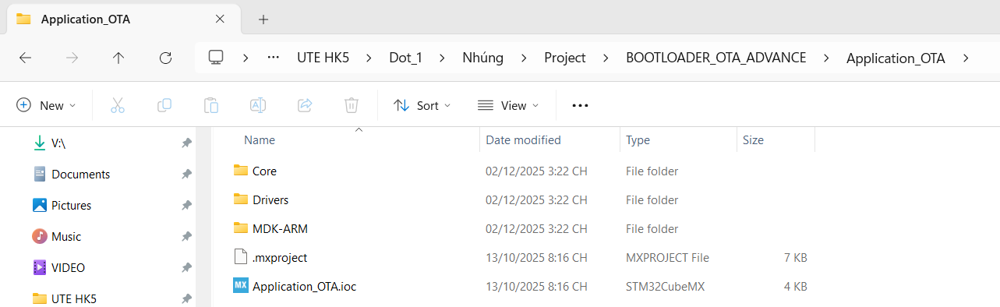 Application_OTA
UTE HK5 > Dot_1 > Nhúng > Project > BOOTLOADER_OTA_ADVANCE > Application_OTA >
New Sort View
Name Date modified Type Size
V:\
Documents
Pictures
Music
VIDEO
UTE HK5
Core 02/12/2025 3:22 CH File folder
Drivers 02/12/2025 3:22 CH File folder
MDK-ARM 02/12/2025 3:22 CH File folder
.mxproject 13/10/2025 8:16 CH MXPROJECT File 7 KB
MX Application_OTA.ioc 13/10/2025 8:16 CH STM32CubeMX 4 KB